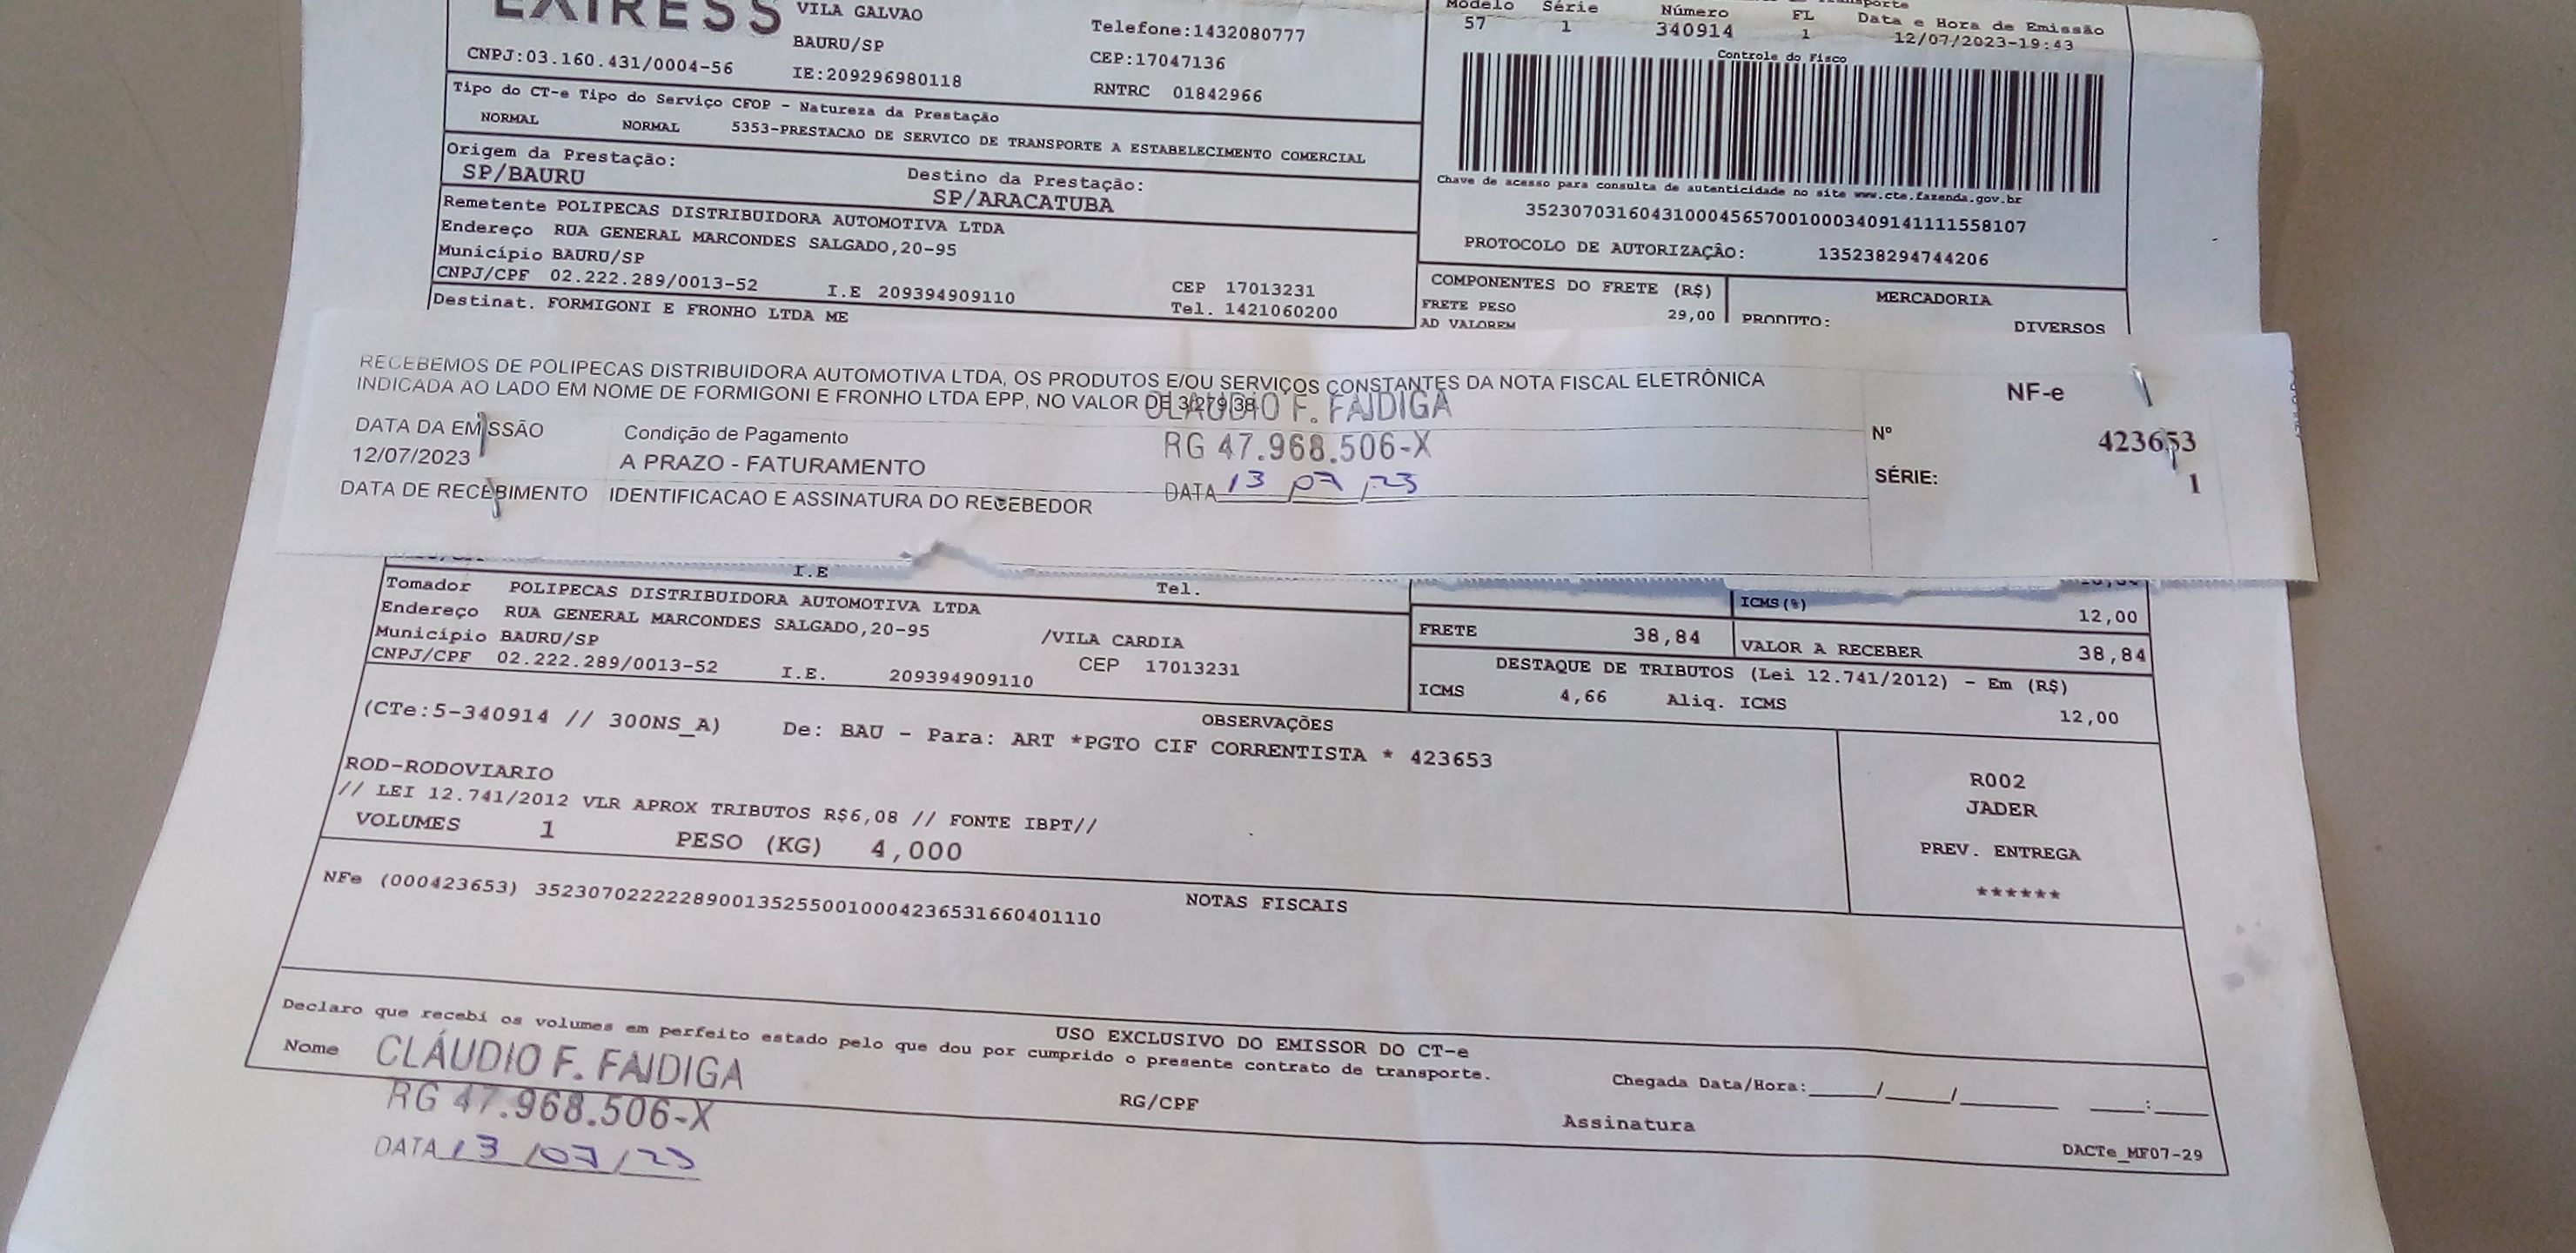 EXPRESS
VILA GALVAO
BAURU/SP
Telefone:1432080777
CNPJ:03.160.431/0004-56
IE:209296980118
CEP:17047136
RNTRC 01842966
Modelo Série Número FL Data e Hora de Emissão
57 1 340914 1 12/07/2023-19:43
Controle do Fisco
Chave de acesso para consulta de autenticidade no site www.cte.fazenda.gov.br
35230703160431000456570010003409141111558107
PROTOCOLO DE AUTORIZAÇÃO: 135238294744206
Tipo do CT-e Tipo do Serviço CFOP - Natureza da Prestação
NORMAL NORMAL 5353-PRESTACAO DE SERVICO DE TRANSPORTE A ESTABELECIMENTO COMERCIAL
Origem da Prestação: Destino da Prestação:
SP/BAURU SP/ARACATUBA
Remetente POLIPECAS DISTRIBUIDORA AUTOMOTIVA LTDA
Endereço RUA GENERAL MARCONDES SALGADO,20-95
Município BAURU/SP
CNPJ/CPF 02.222.289/0013-52 I.E 209394909110
CEP 17013231
Tel. 1421060200
Destinat. FORMIGONI E FRONHO LTDA ME
COMPONENTES DO FRETE (R$)
FRETE PESO 29,00
AD VALOREM
MERCADORIA
PRODUTO: DIVERSOS
RECEBEMOS DE POLIPECAS DISTRIBUIDORA AUTOMOTIVA LTDA, OS PRODUTOS E/OU SERVIÇOS CONSTANTES DA NOTA FISCAL ELETRÔNICA
INDICADA AO LADO EM NOME DE FORMIGONI E FRONHO LTDA EPP, NO VALOR DE 3/279,38
CLÁUDIO F. FAJDIGA
RG 47.968.506-X
DATA 13/07/23
DATA DA EMISSÃO Condição de Pagamento
12/07/2023 A PRAZO - FATURAMENTO
DATA DE RECEBIMENTO IDENTIFICACAO E ASSINATURA DO RECEBEDOR
NF-e
Nº 423653
SÉRIE: 1
I.E Tel.
Tomador POLIPECAS DISTRIBUIDORA AUTOMOTIVA LTDA
Endereço RUA GENERAL MARCONDES SALGADO,20-95 /VILA CARDIA
Município BAURU/SP CEP 17013231
CNPJ/CPF 02.222.289/0013-52 I.E. 209394909110
ICMS(%) 12,00
FRETE 38,84 VALOR A RECEBER 38,84
DESTAQUE DE TRIBUTOS (Lei 12.741/2012) - Em (R$)
ICMS 4,66 Aliq. ICMS 12,00
OBSERVAÇÕES
(CTe:5-340914 // 300NS_A) De: BAU - Para: ART *PGTO CIF CORRENTISTA * 423653
ROD-RODOVIARIO
// LEI 12.741/2012 VLR APROX TRIBUTOS R$6,08 // FONTE IBPT//
VOLUMES 1 PESO (KG) 4,000
R002
JADER
PREV. ENTREGA
******
NOTAS FISCAIS
NFe (000423653) 35230702222289001352550010004236531660401110
USO EXCLUSIVO DO EMISSOR DO CT-e
Declaro que recebi os volumes em perfeito estado pelo que dou por cumprido o presente contrato de transporte.
Nome CLÁUDIO F. FAJDIGA
RG 47.968.506-X
DATA 13/07/23
RG/CPF
Chegada Data/Hora:____/____/______ ___:___
Assinatura
DACTe_MF07-29